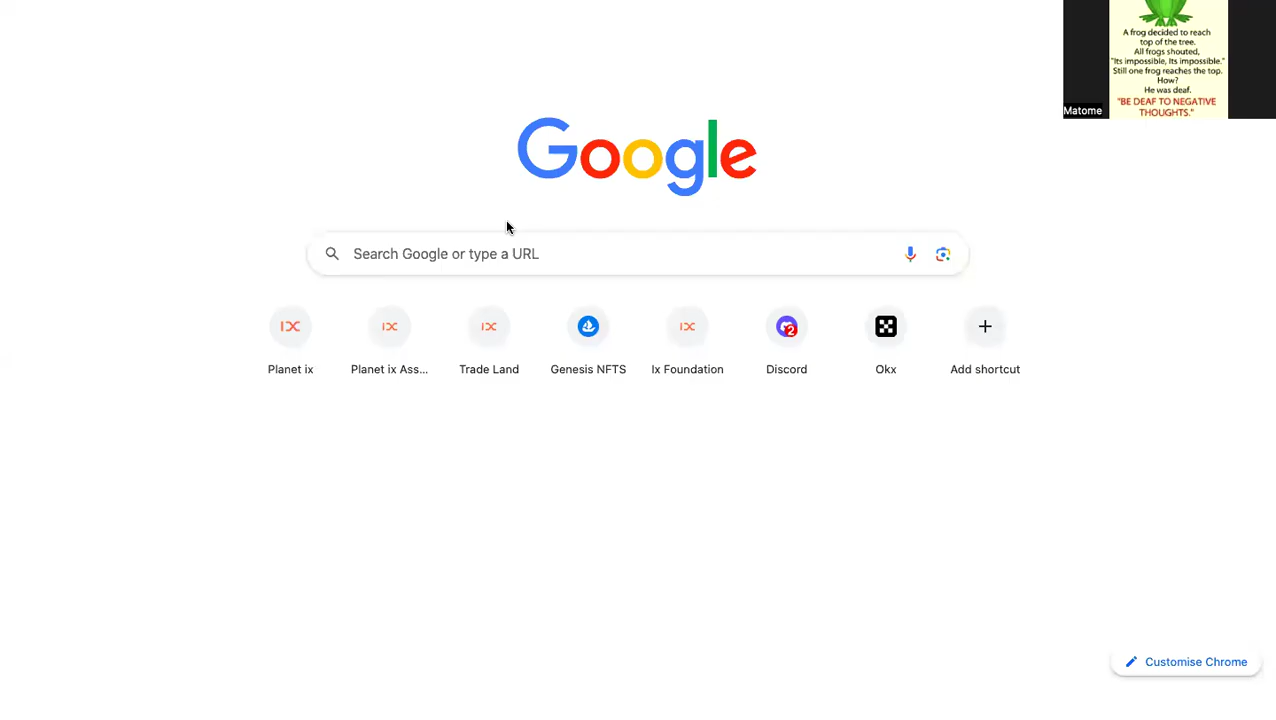 A frog decided to reach
top of the tree.
All frogs shouted,
"Its impossible, Its impossible."
Still one frog reaches the top.
How?
He was deaf.
"BE DEAF TO NEGATIVE
THOUGHTS."
Matome
Google
Search Google or type a URL
IX IX IX IX 2
Planet ix Planet ix Ass... Trade Land Genesis NFTS Ix Foundation Discord Okx Add shortcut
Customise Chrome